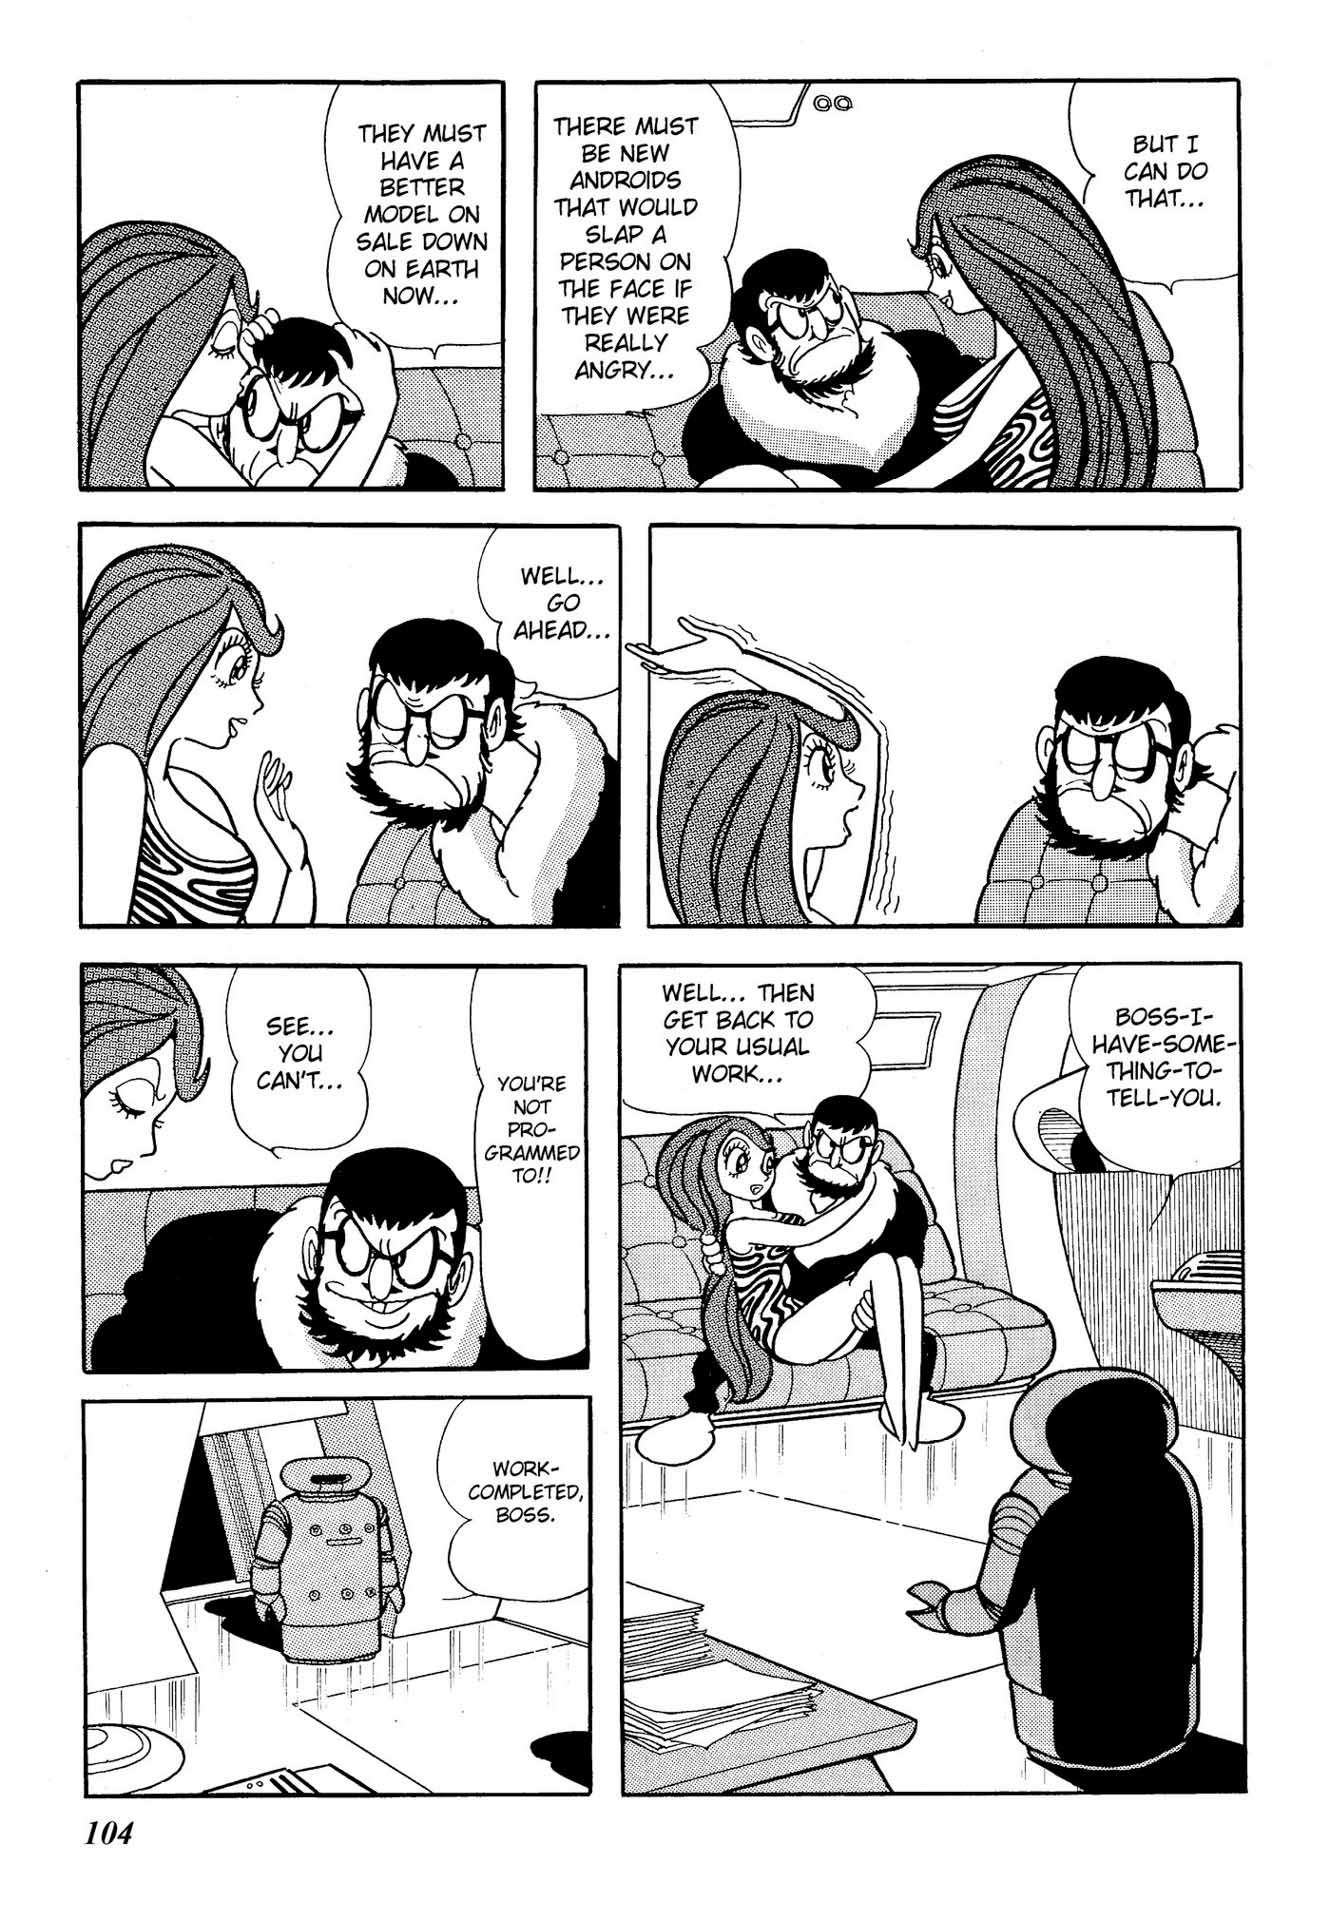 THEY MUST
HAVE A
BETTER
MODEL ON
SALE DOWN
ON EARTH
NOW...
THERE MUST
BE NEW
ANDROIDS
THAT WOULD
SLAP A
PERSON ON
THE FACE IF
THEY WERE
REALLY
ANGRY...
BUT I
CAN DO
THAT...
WELL...
GO
AHEAD...
SEE...
YOU
CAN'T...
YOU'RE
NOT
PRO-
GRAMMED
TO!!
WORK-
COMPLETED,
BOSS.
WELL... THEN
GET BACK TO
YOUR USUAL
WORK...
BOSS-I-
HAVE-SOME-
THING-TO-
TELL-YOU.
104